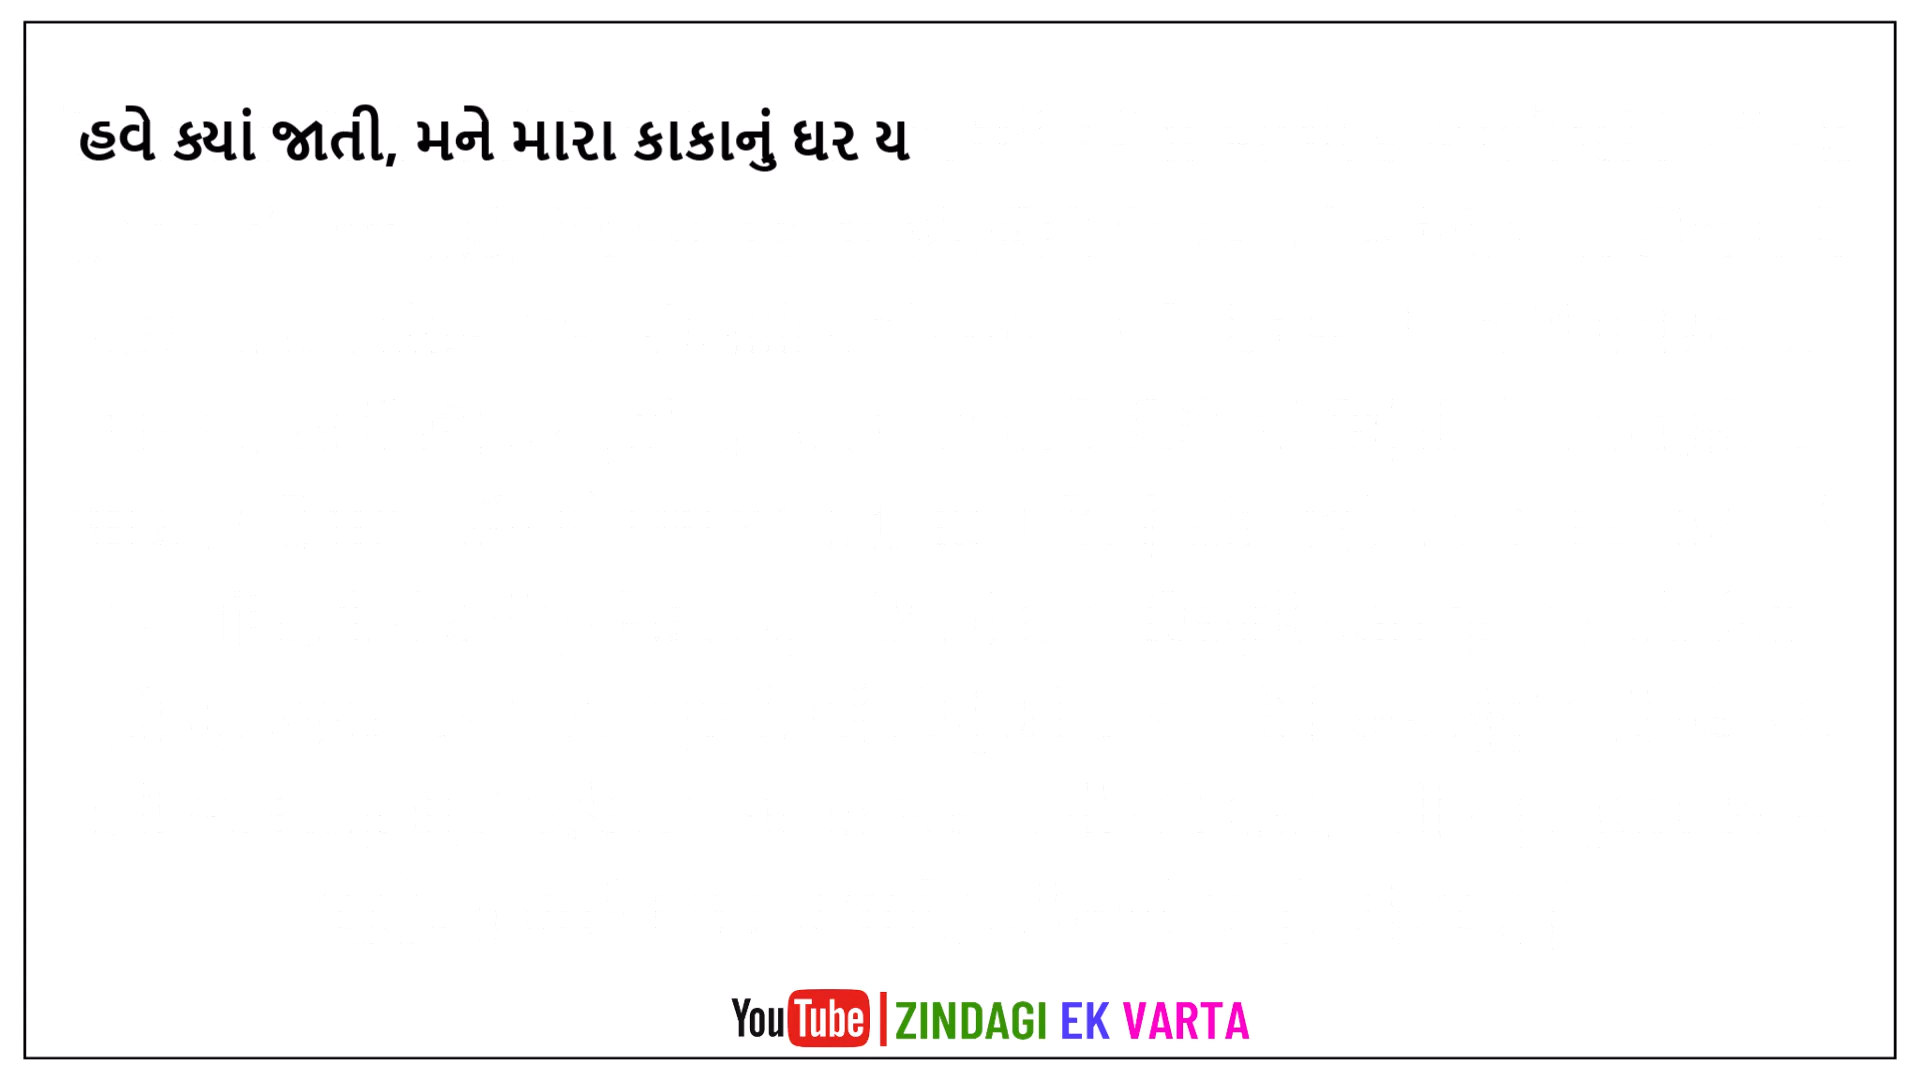 હવે ક્યાં જાતી, મને મારા કાકાનું ઘર ય
YouTube | ZINDAGI EK VARTA